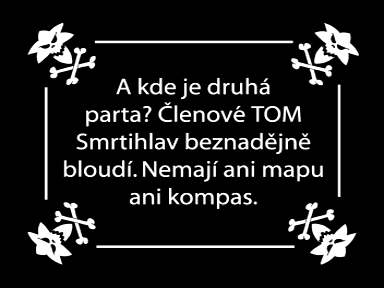 A kde je druhá
parta? Členové TOM
Smrtihlav beznadějně
bloudí. Nemají ani mapu
ani kompas.